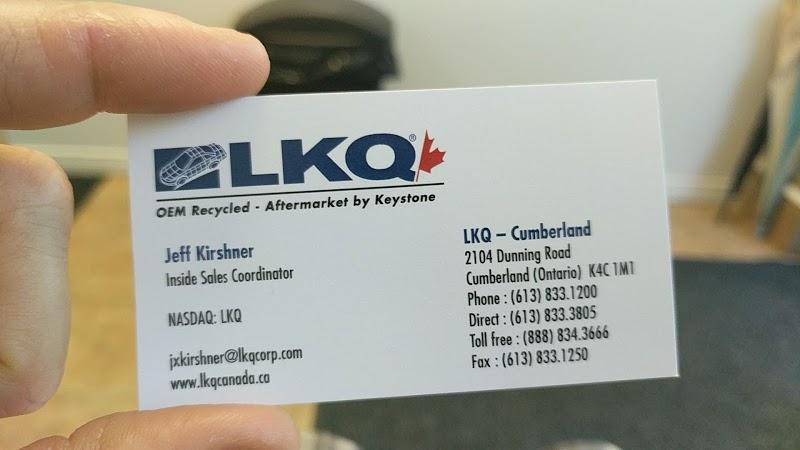 LKQ®
OEM Recycled - Aftermarket by Keystone
Jeff Kirshner
Inside Sales Coordinator
NASDAQ: LKQ
jxkirshner@lkqcorp.com
www.lkqcanada.ca
LKQ – Cumberland
2104 Dunning Road
Cumberland (Ontario) K4C 1M1
Phone : (613) 833.1200
Direct : (613) 833.3805
Toll free : (888) 834.3666
Fax : (613) 833.1250